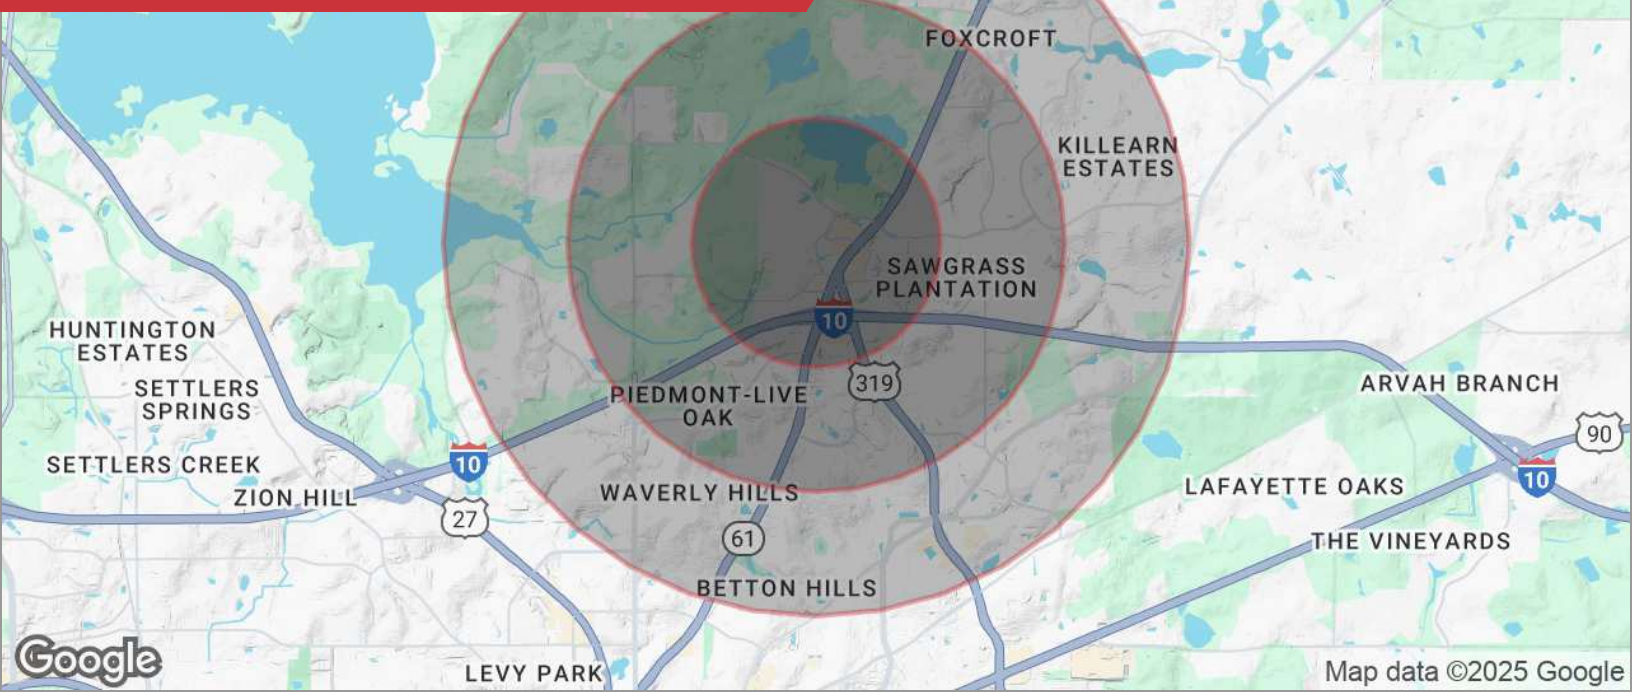 FOXCROFT
KILLEARN
ESTATES
SAWGRASS
PLANTATION
10
HUNTINGTON
ESTATES
319
SETTLERS
SPRINGS
PIEDMONT-LIVE
OAK
ARVAH BRANCH
90
10
SETTLERS CREEK
10
ZION HILL
WAVERLY HILLS
LAFAYETTE OAKS
27
61
THE VINEYARDS
BETTON HILLS
Google
LEVY PARK
Map data ©2025 Google